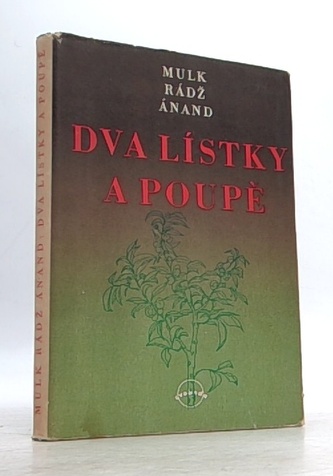 MULK
RÁDŽ
ÁNAND
DVA LÍSTKY
A POUPĚ
MULK RÁDŽ ÁNAND · DVA LÍSTKY A POUPĚ